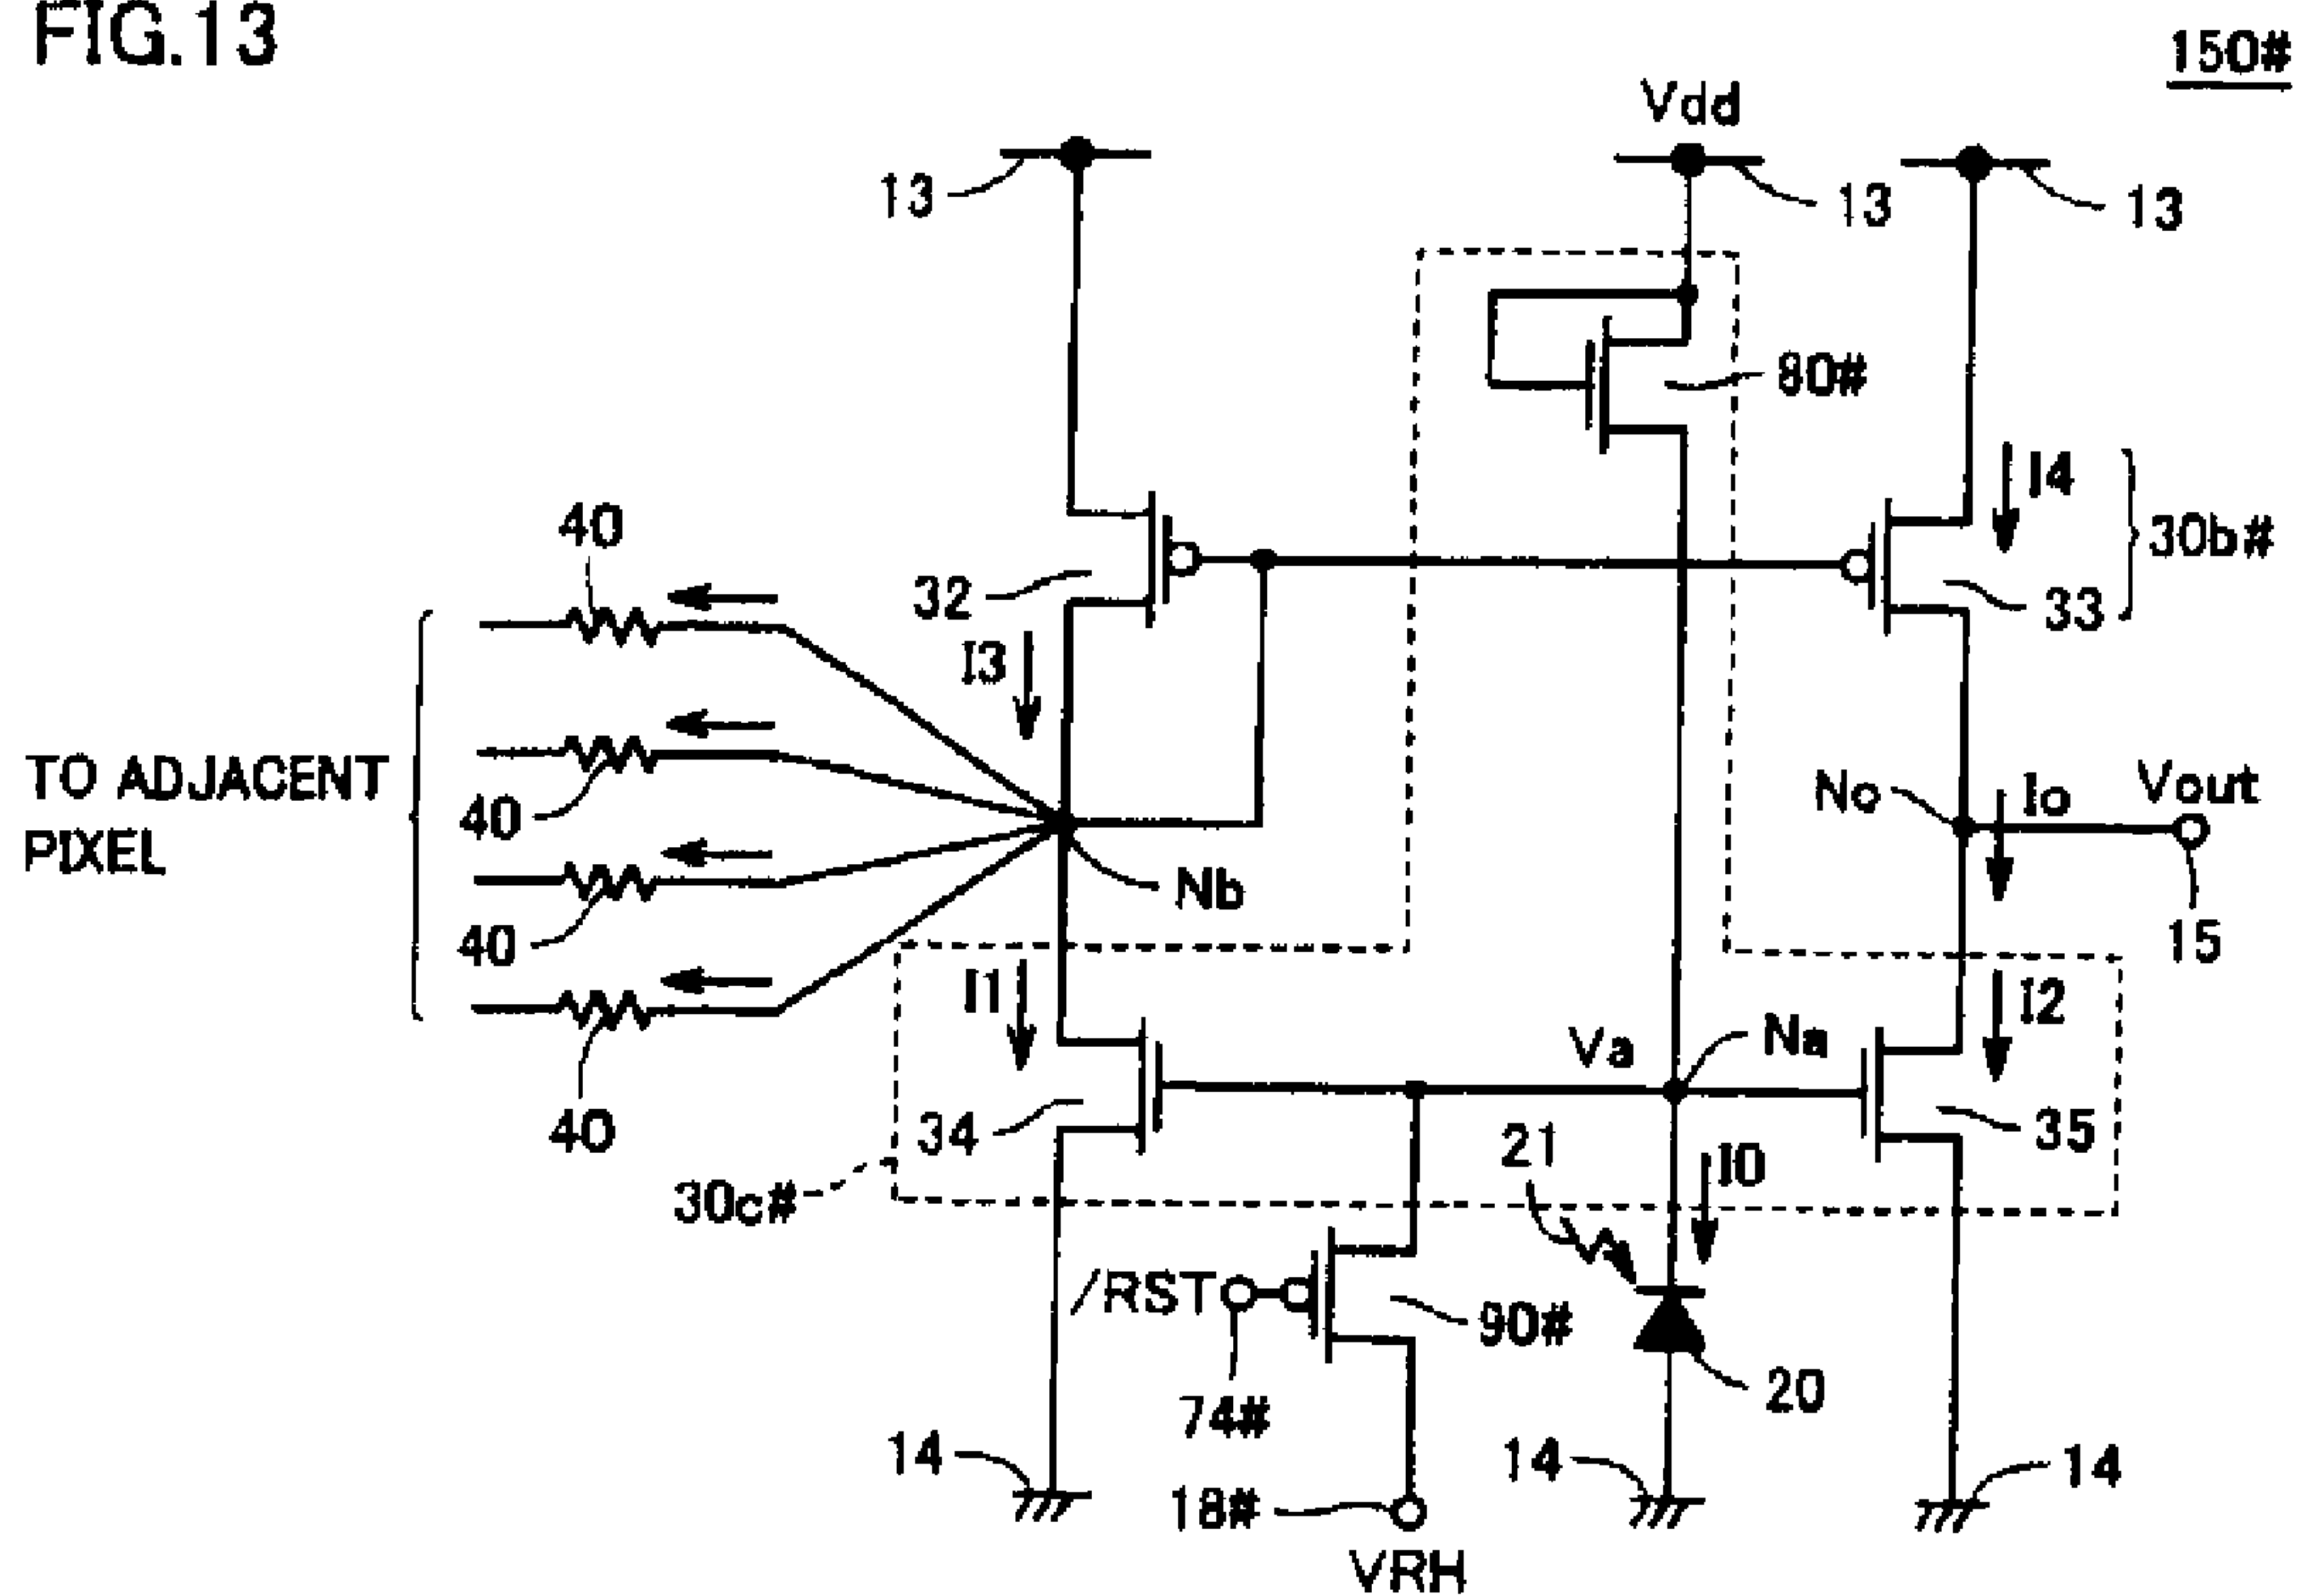 FIG.13
150#
Vdd
13
13
13
80#
I4
40
32
33
30b#
I3
TO ADJACENT
PIXEL
40
No
Io
Vout
Nb
40
15
I1
I2
Va
Na
40
34
21
I0
35
30c#
/RST
90#
20
74#
14
14
14
18#
VRH